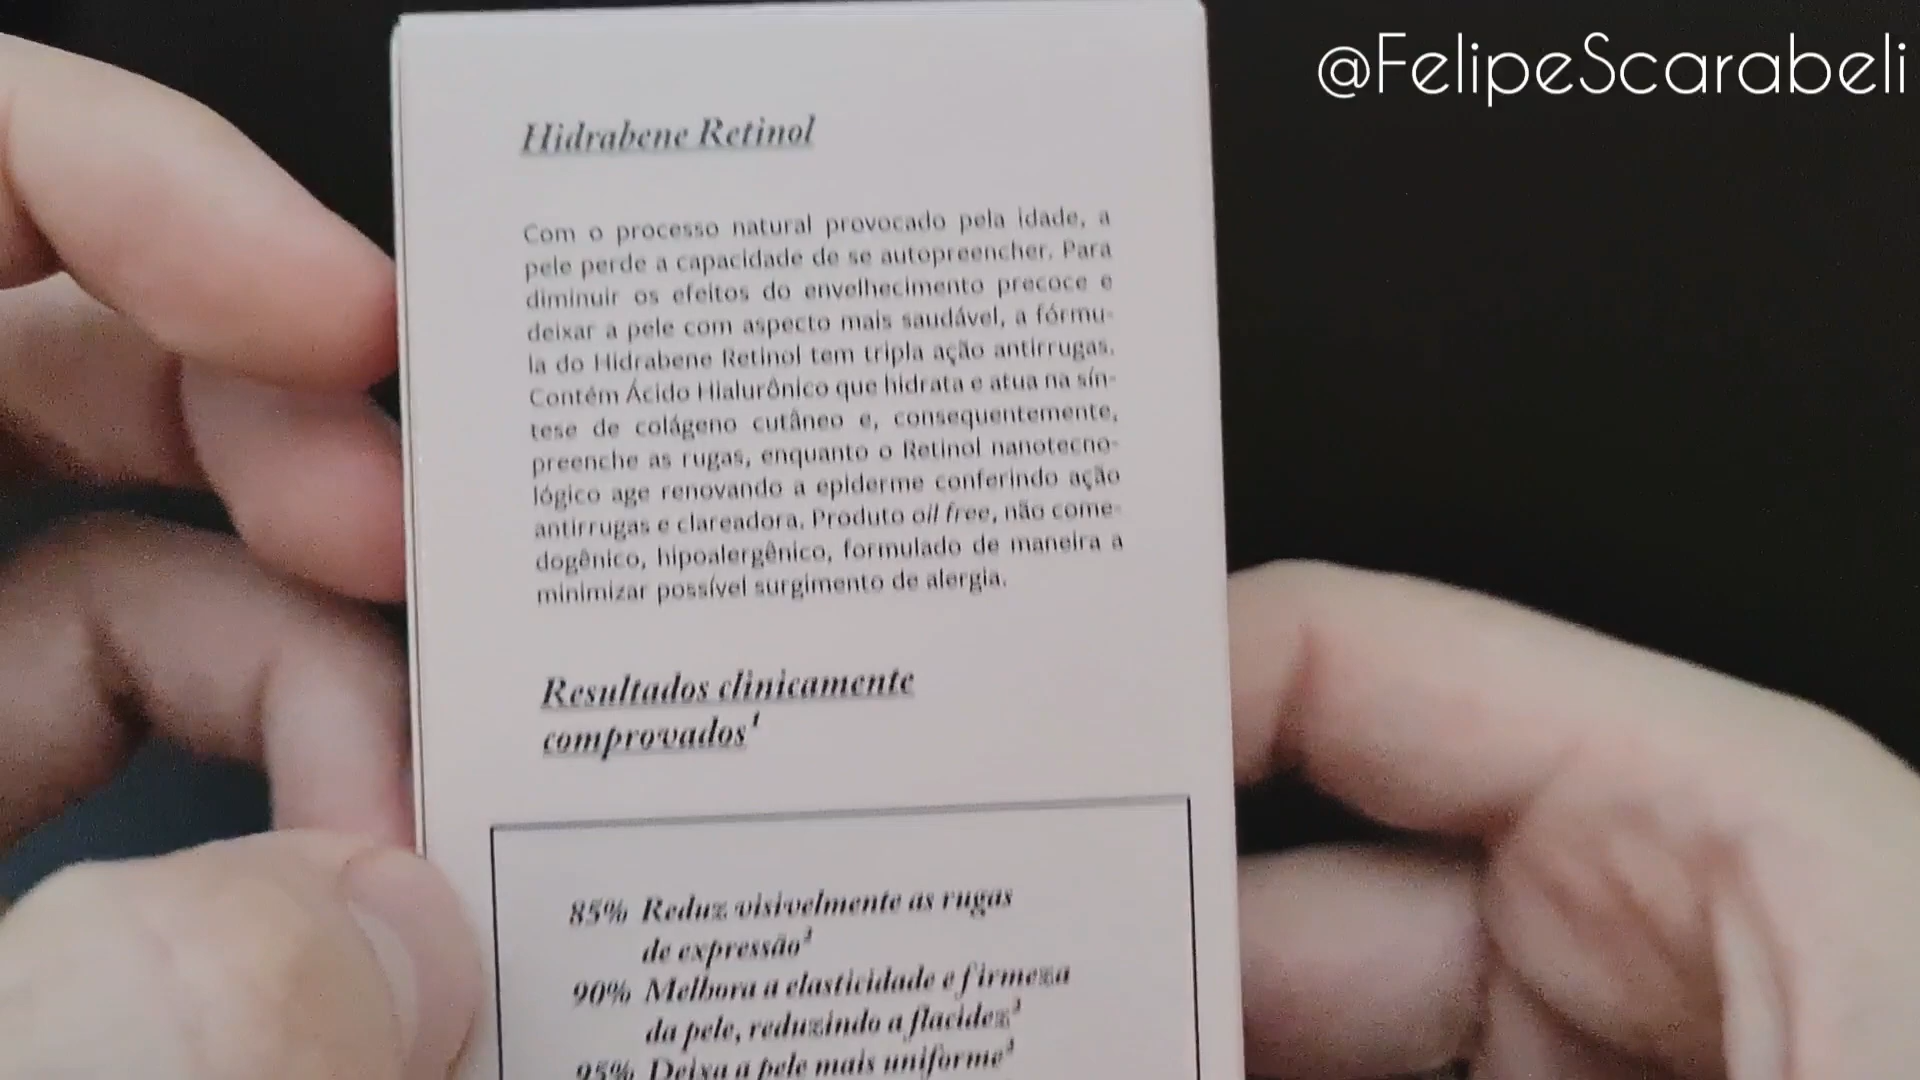 @FelipeScarabeli
Hidrabene Retinol
Com o processo natural provocado pela idade, a
pele perde a capacidade de se autopreencher. Para
diminuir os efeitos do envelhecimento precoce e
deixar a pele com aspecto mais saudável, a fórmu-
la do Hidrabene Retinol tem tripla ação antirrugas.
Contém Ácido Hialurônico que hidrata e atua na sín-
tese de colágeno cutâneo e, consequentemente,
preenche as rugas, enquanto o Retinol nanotecno-
lógico age renovando a epiderme conferindo ação
antirrugas e clareadora. Produto oil free, não come-
dogênico, hipoalergênico, formulado de maneira a
minimizar possível surgimento de alergia.
Resultados clinicamente
comprovados¹
85% Reduz visivelmente as rugas
de expressão²
90% Melhora a elasticidade e firmeza
da pele, reduzindo a flacidez³
95% Deixa a pele mais uniforme³